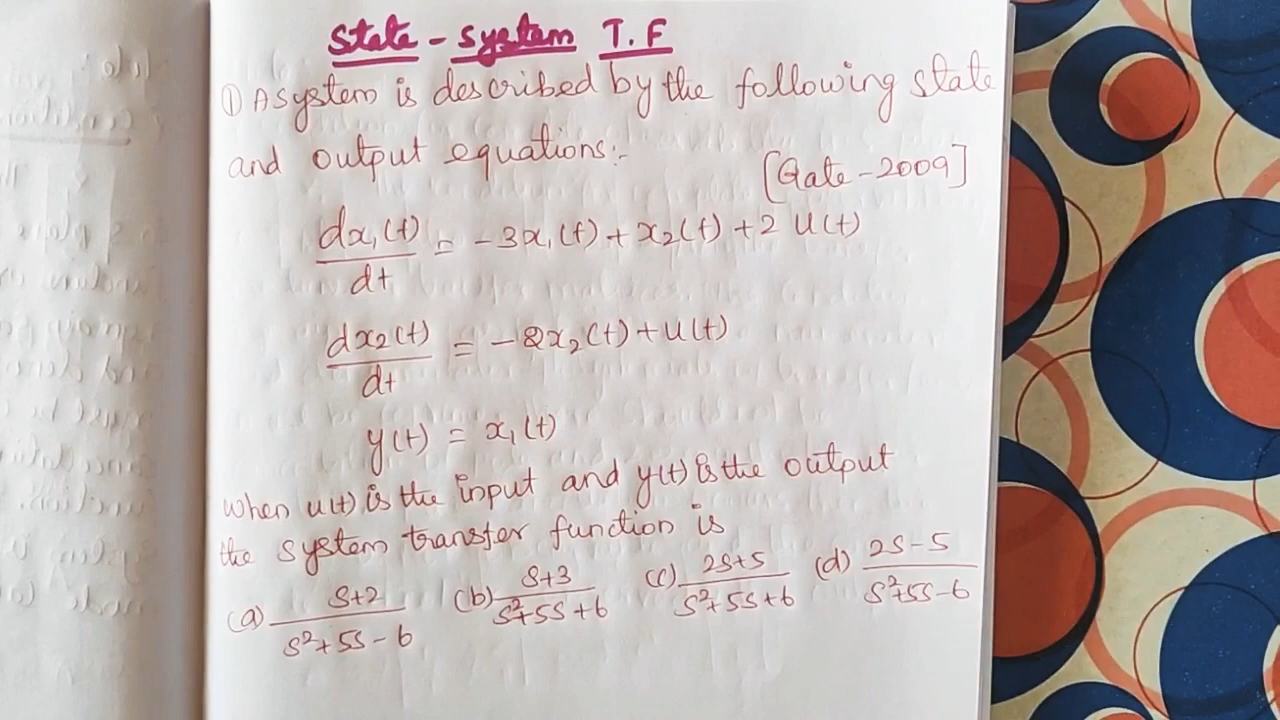 State - System T.F
① A system is described by the following state
and output equations:-
[Gate - 2009]
dx₁(t)/dt = -3x₁(t) + x₂(t) + 2 U(t)
dx₂(t)/dt = -2x₂(t) + U(t)
y(t) = x₁(t)
When u(t) is the input and y(t) is the output
the system transfer function is
(a) S+2/S²+5S-6 (b) S+3/S²+5S+6 (c) 2S+5/S²+5S+6 (d) 2S-5/S²+5S-6